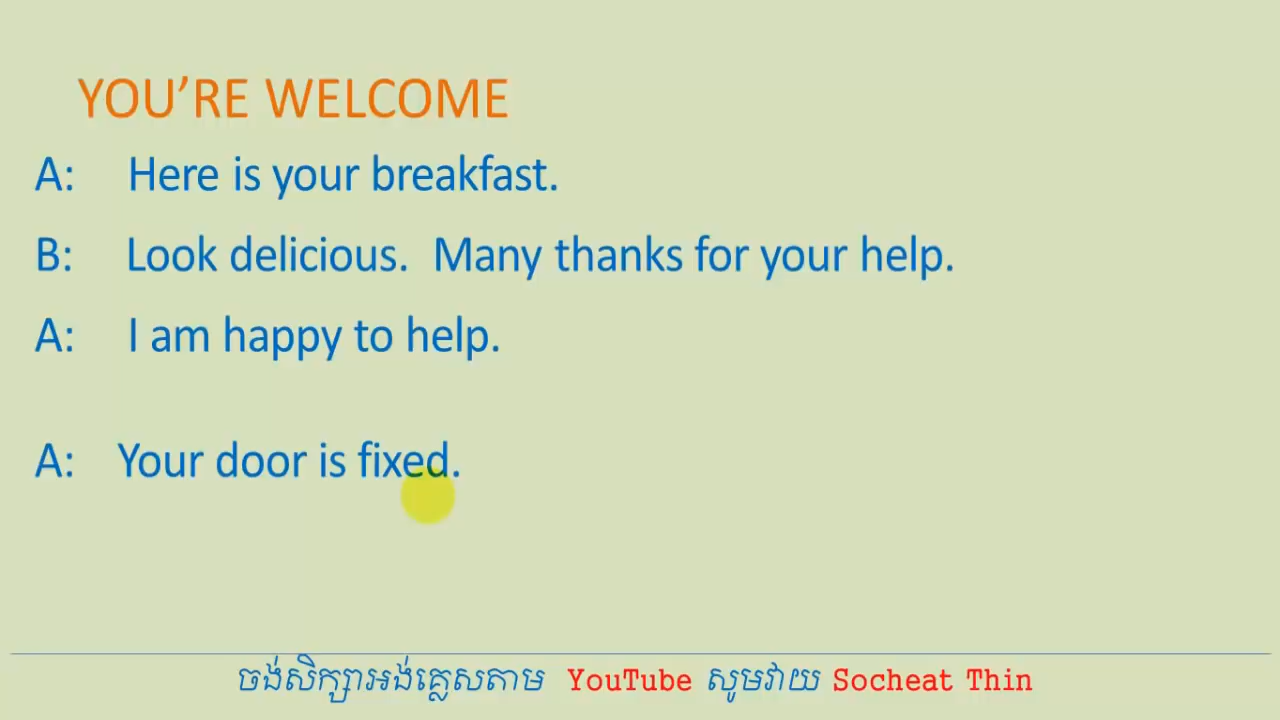 YOU’RE WELCOME
A: Here is your breakfast.
B: Look delicious. Many thanks for your help.
A: I am happy to help.
A: Your door is fixed.
ចង់សិក្សាអង់គ្លេសតាម YouTube សូមវាយ Socheat Thin